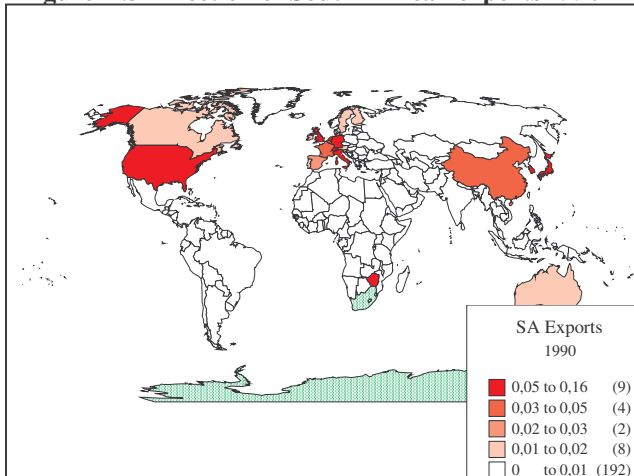 SA Exports
1990
0,05 to 0,16 (9)
0,03 to 0,05 (4)
0,02 to 0,03 (2)
0,01 to 0,02 (8)
0 to 0,01 (192)